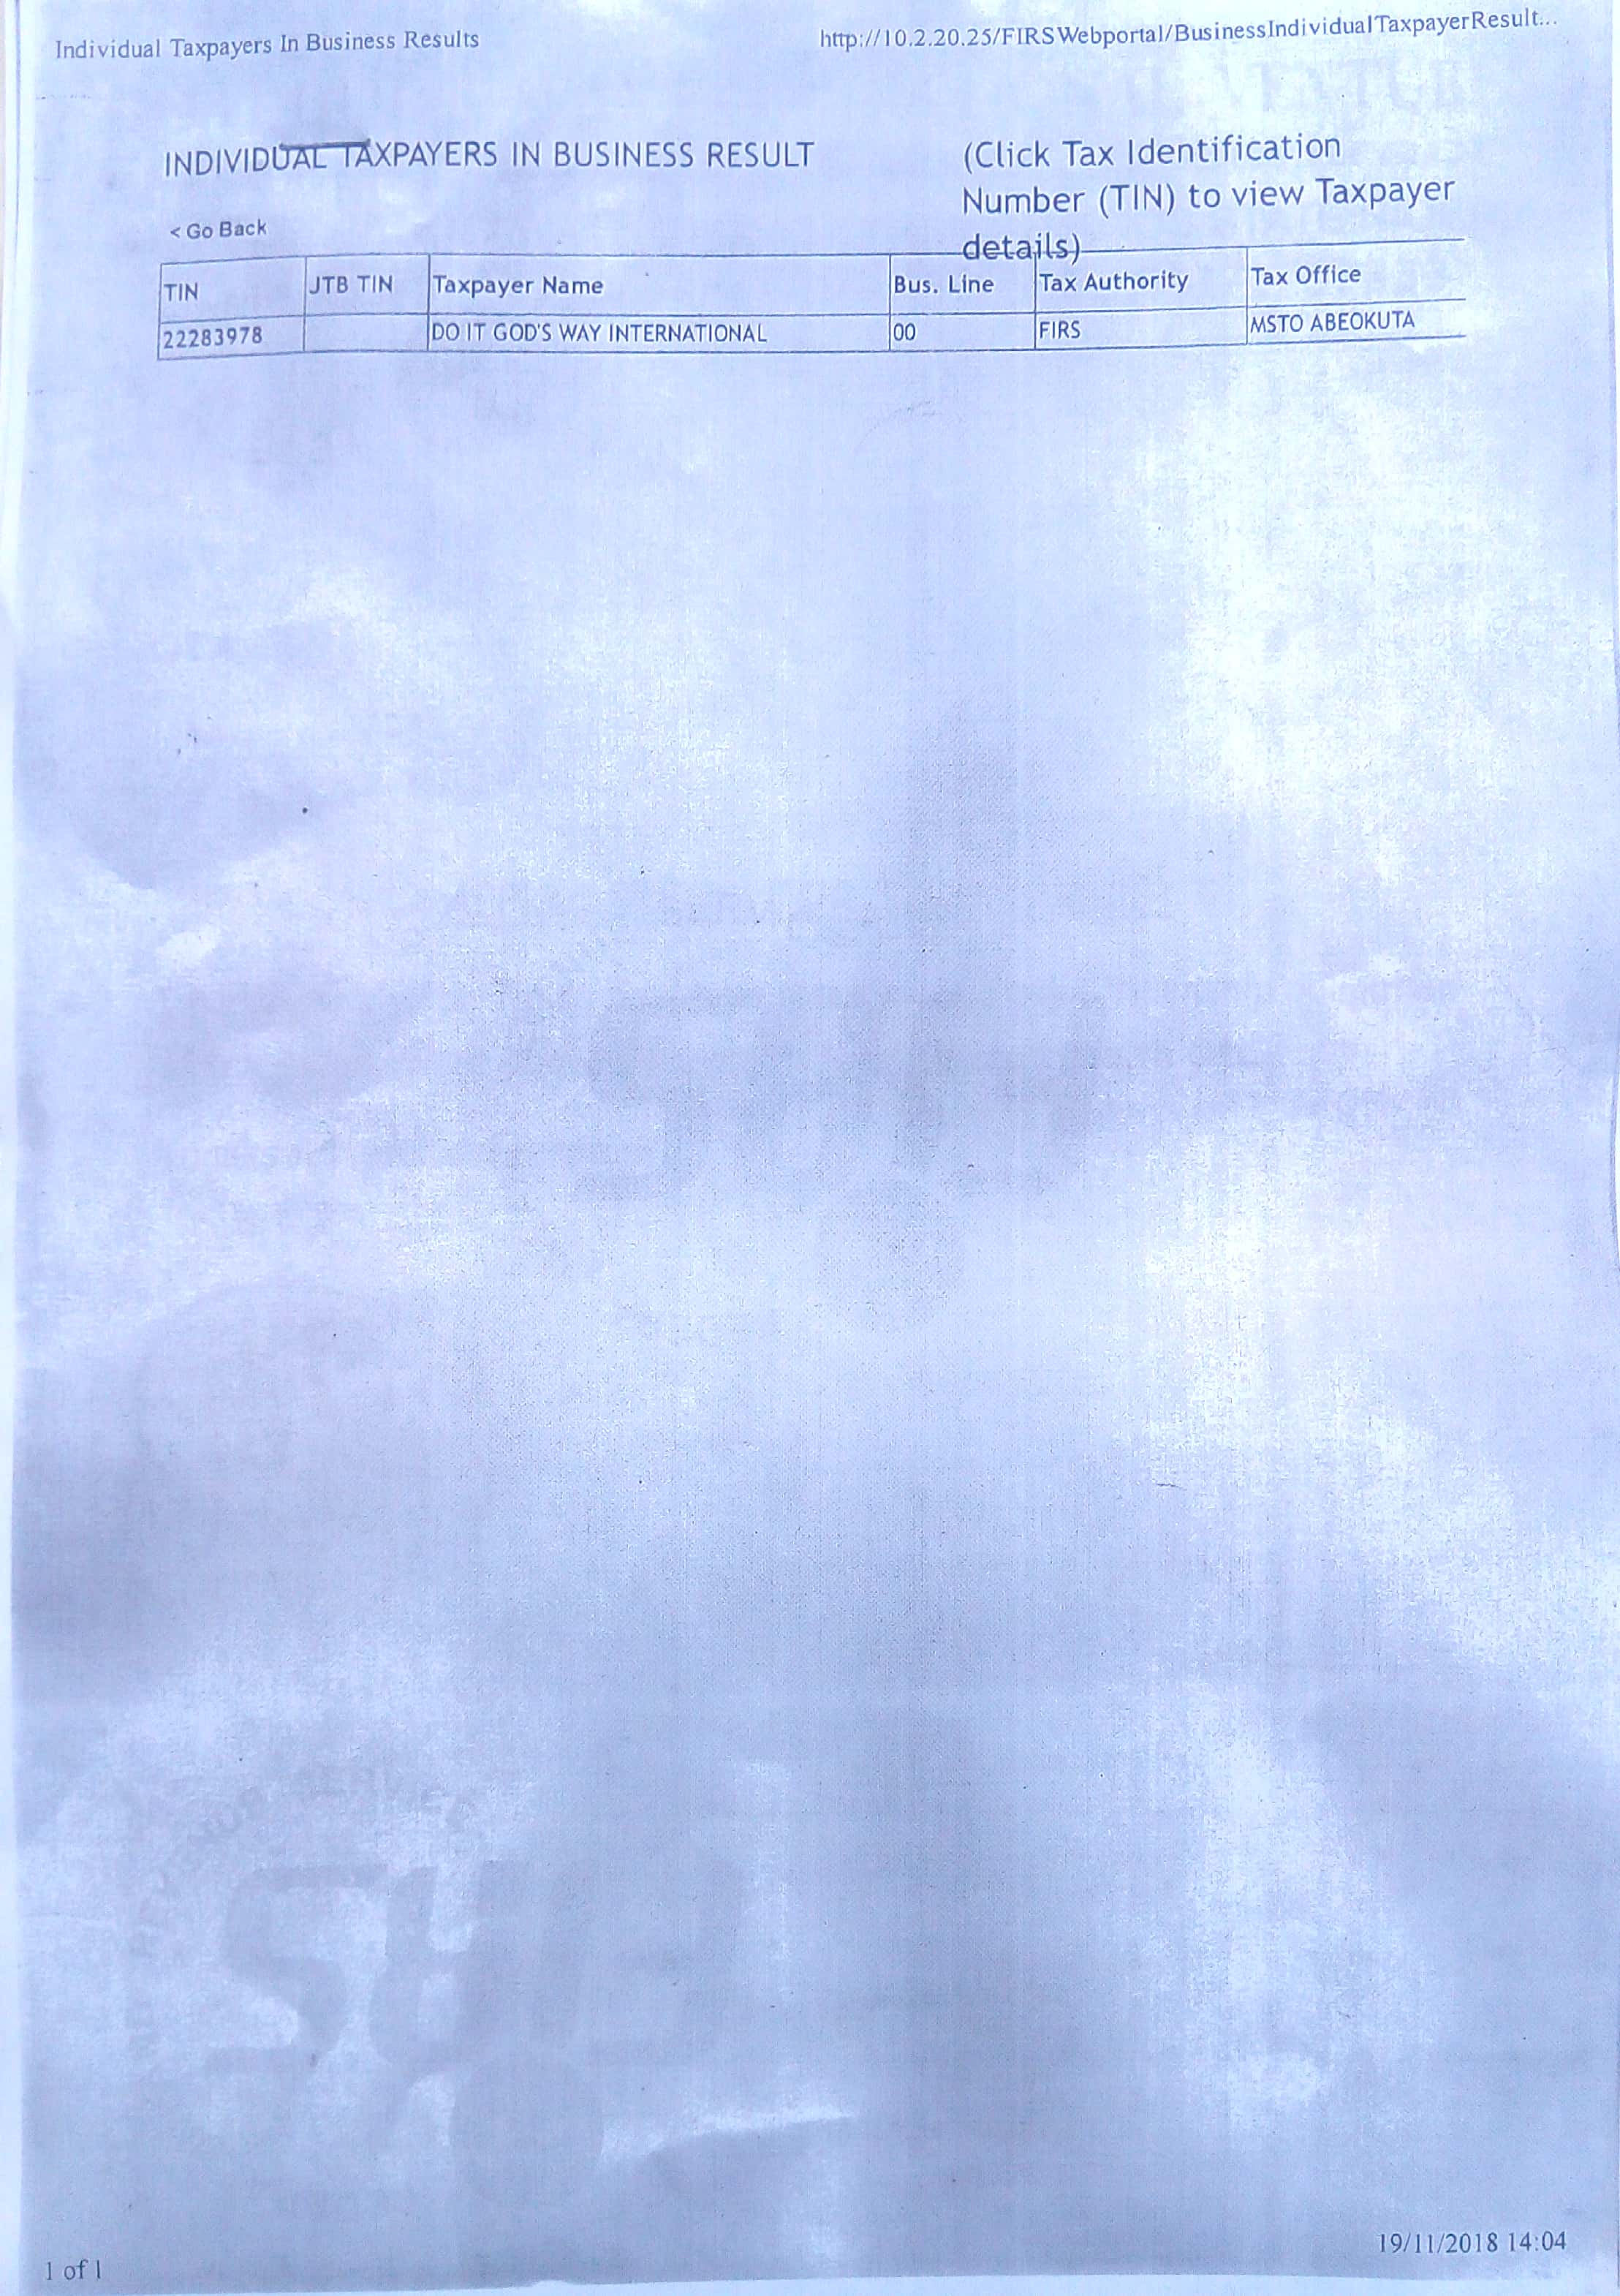 Individual Taxpayers In Business Results
http://10.2.20.25/FIRSWebportal/BusinessIndividualTaxpayerResult...
INDIVIDUAL TAXPAYERS IN BUSINESS RESULT
(Click Tax Identification
Number (TIN) to view Taxpayer
details)
< Go Back
TIN JTB TIN Taxpayer Name Bus. Line Tax Authority Tax Office
22283978 DO IT GOD'S WAY INTERNATIONAL 00 FIRS MSTO ABEOKUTA
19/11/2018 14:04
1 of 1